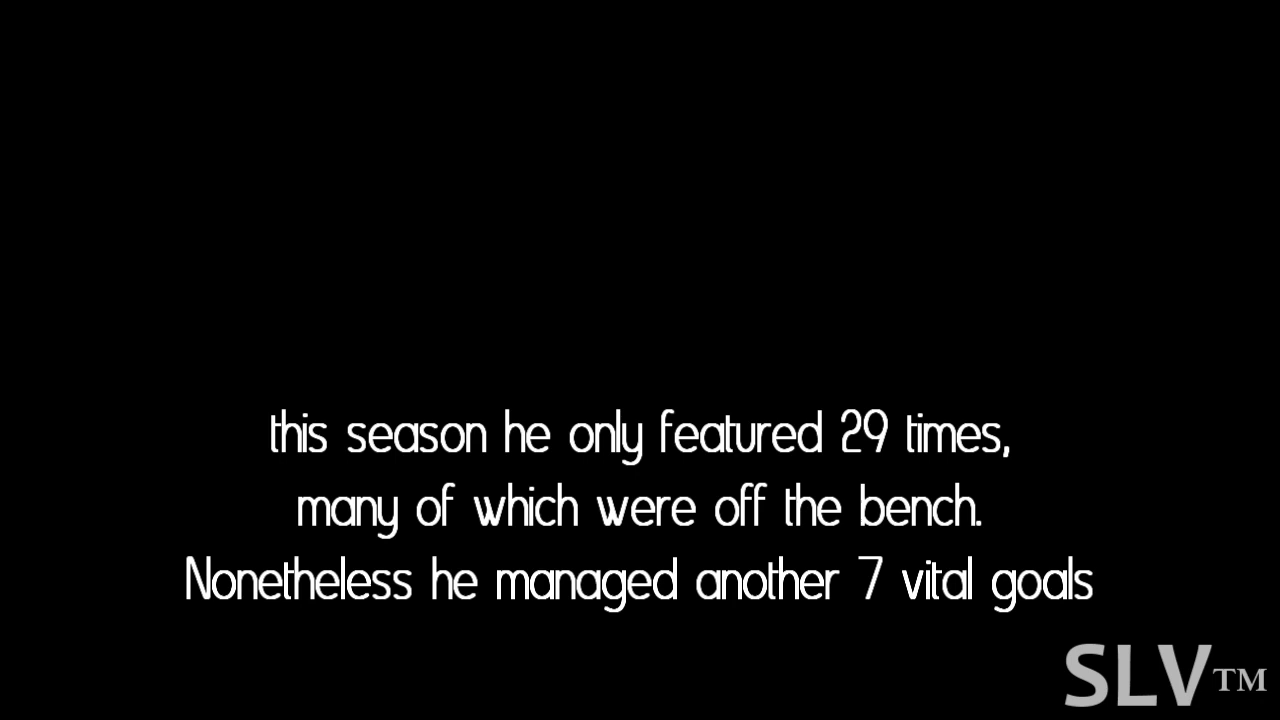 this season he only featured 29 times,
many of which were off the bench.
Nonetheless he managed another 7 vital goals
SLV™